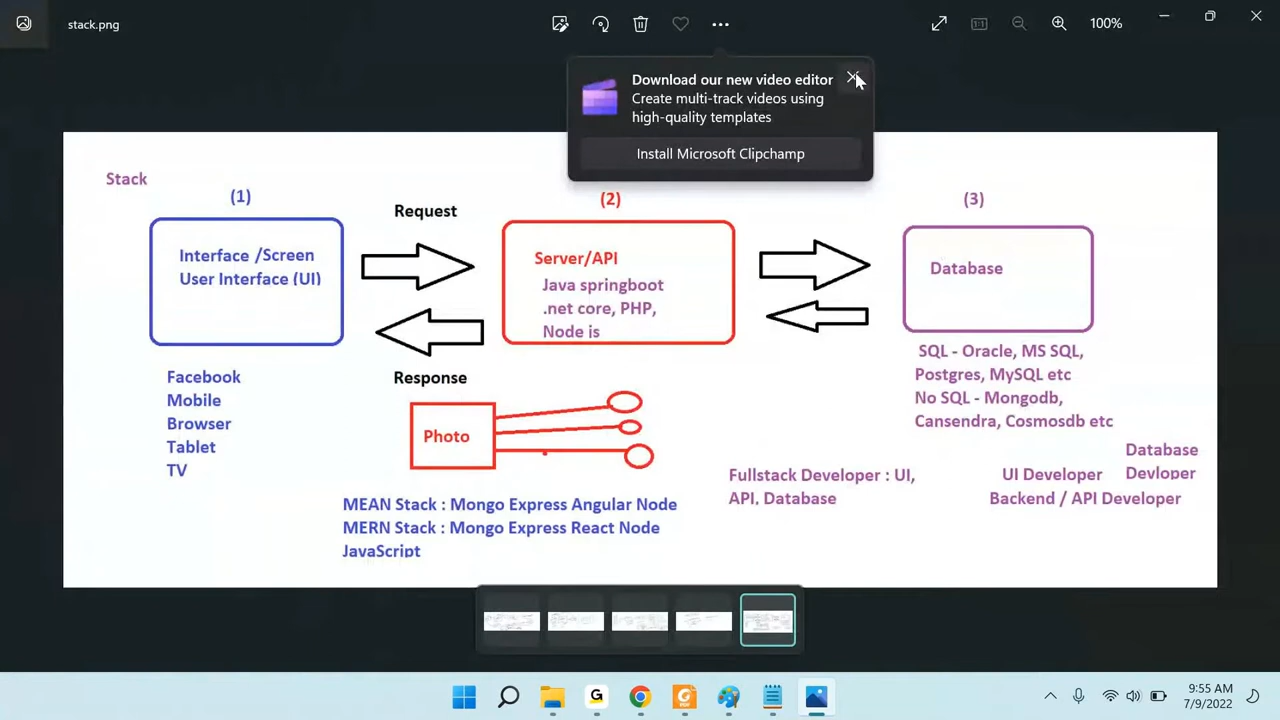 stack.png
100%
Download our new video editor
Create multi-track videos using
high-quality templates
Install Microsoft Clipchamp
Stack
(1)
Interface /Screen
User Interface (UI)
Request
Response
(2)
Server/API
Java springboot
.net core, PHP,
Node js
(3)
Database
SQL - Oracle, MS SQL,
Postgres, MySQL etc
No SQL - Mongodb,
Cansendra, Cosmosdb etc
Facebook
Mobile
Browser
Tablet
TV
Photo
MEAN Stack : Mongo Express Angular Node
MERN Stack : Mongo Express React Node
JavaScript
Fullstack Developer : UI,
API, Database
UI Developer
Backend / API Developer
Database
Devloper
9:55 AM
7/9/2022